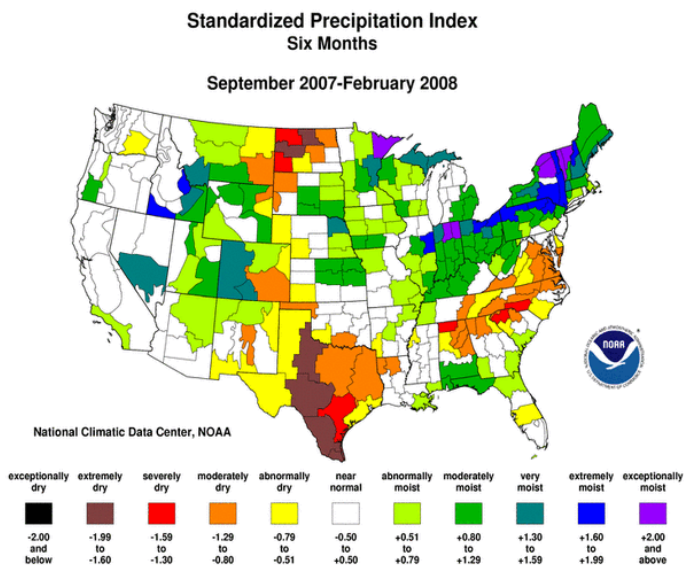 Standardized Precipitation Index
Six Months
September 2007-February 2008
NOAA
National Climatic Data Center, NOAA
exceptionally dry
extremely dry
severely dry
moderately dry
abnormally dry
near normal
abnormally moist
moderately moist
very moist
extremely moist
exceptionally moist
-2.00 and below
-1.99 to -1.60
-1.59 to -1.30
-1.29 to -0.80
-0.79 to -0.51
-0.50 to +0.50
+0.51 to +0.79
+0.80 to +1.29
+1.30 to +1.59
+1.60 to +1.99
+2.00 and above